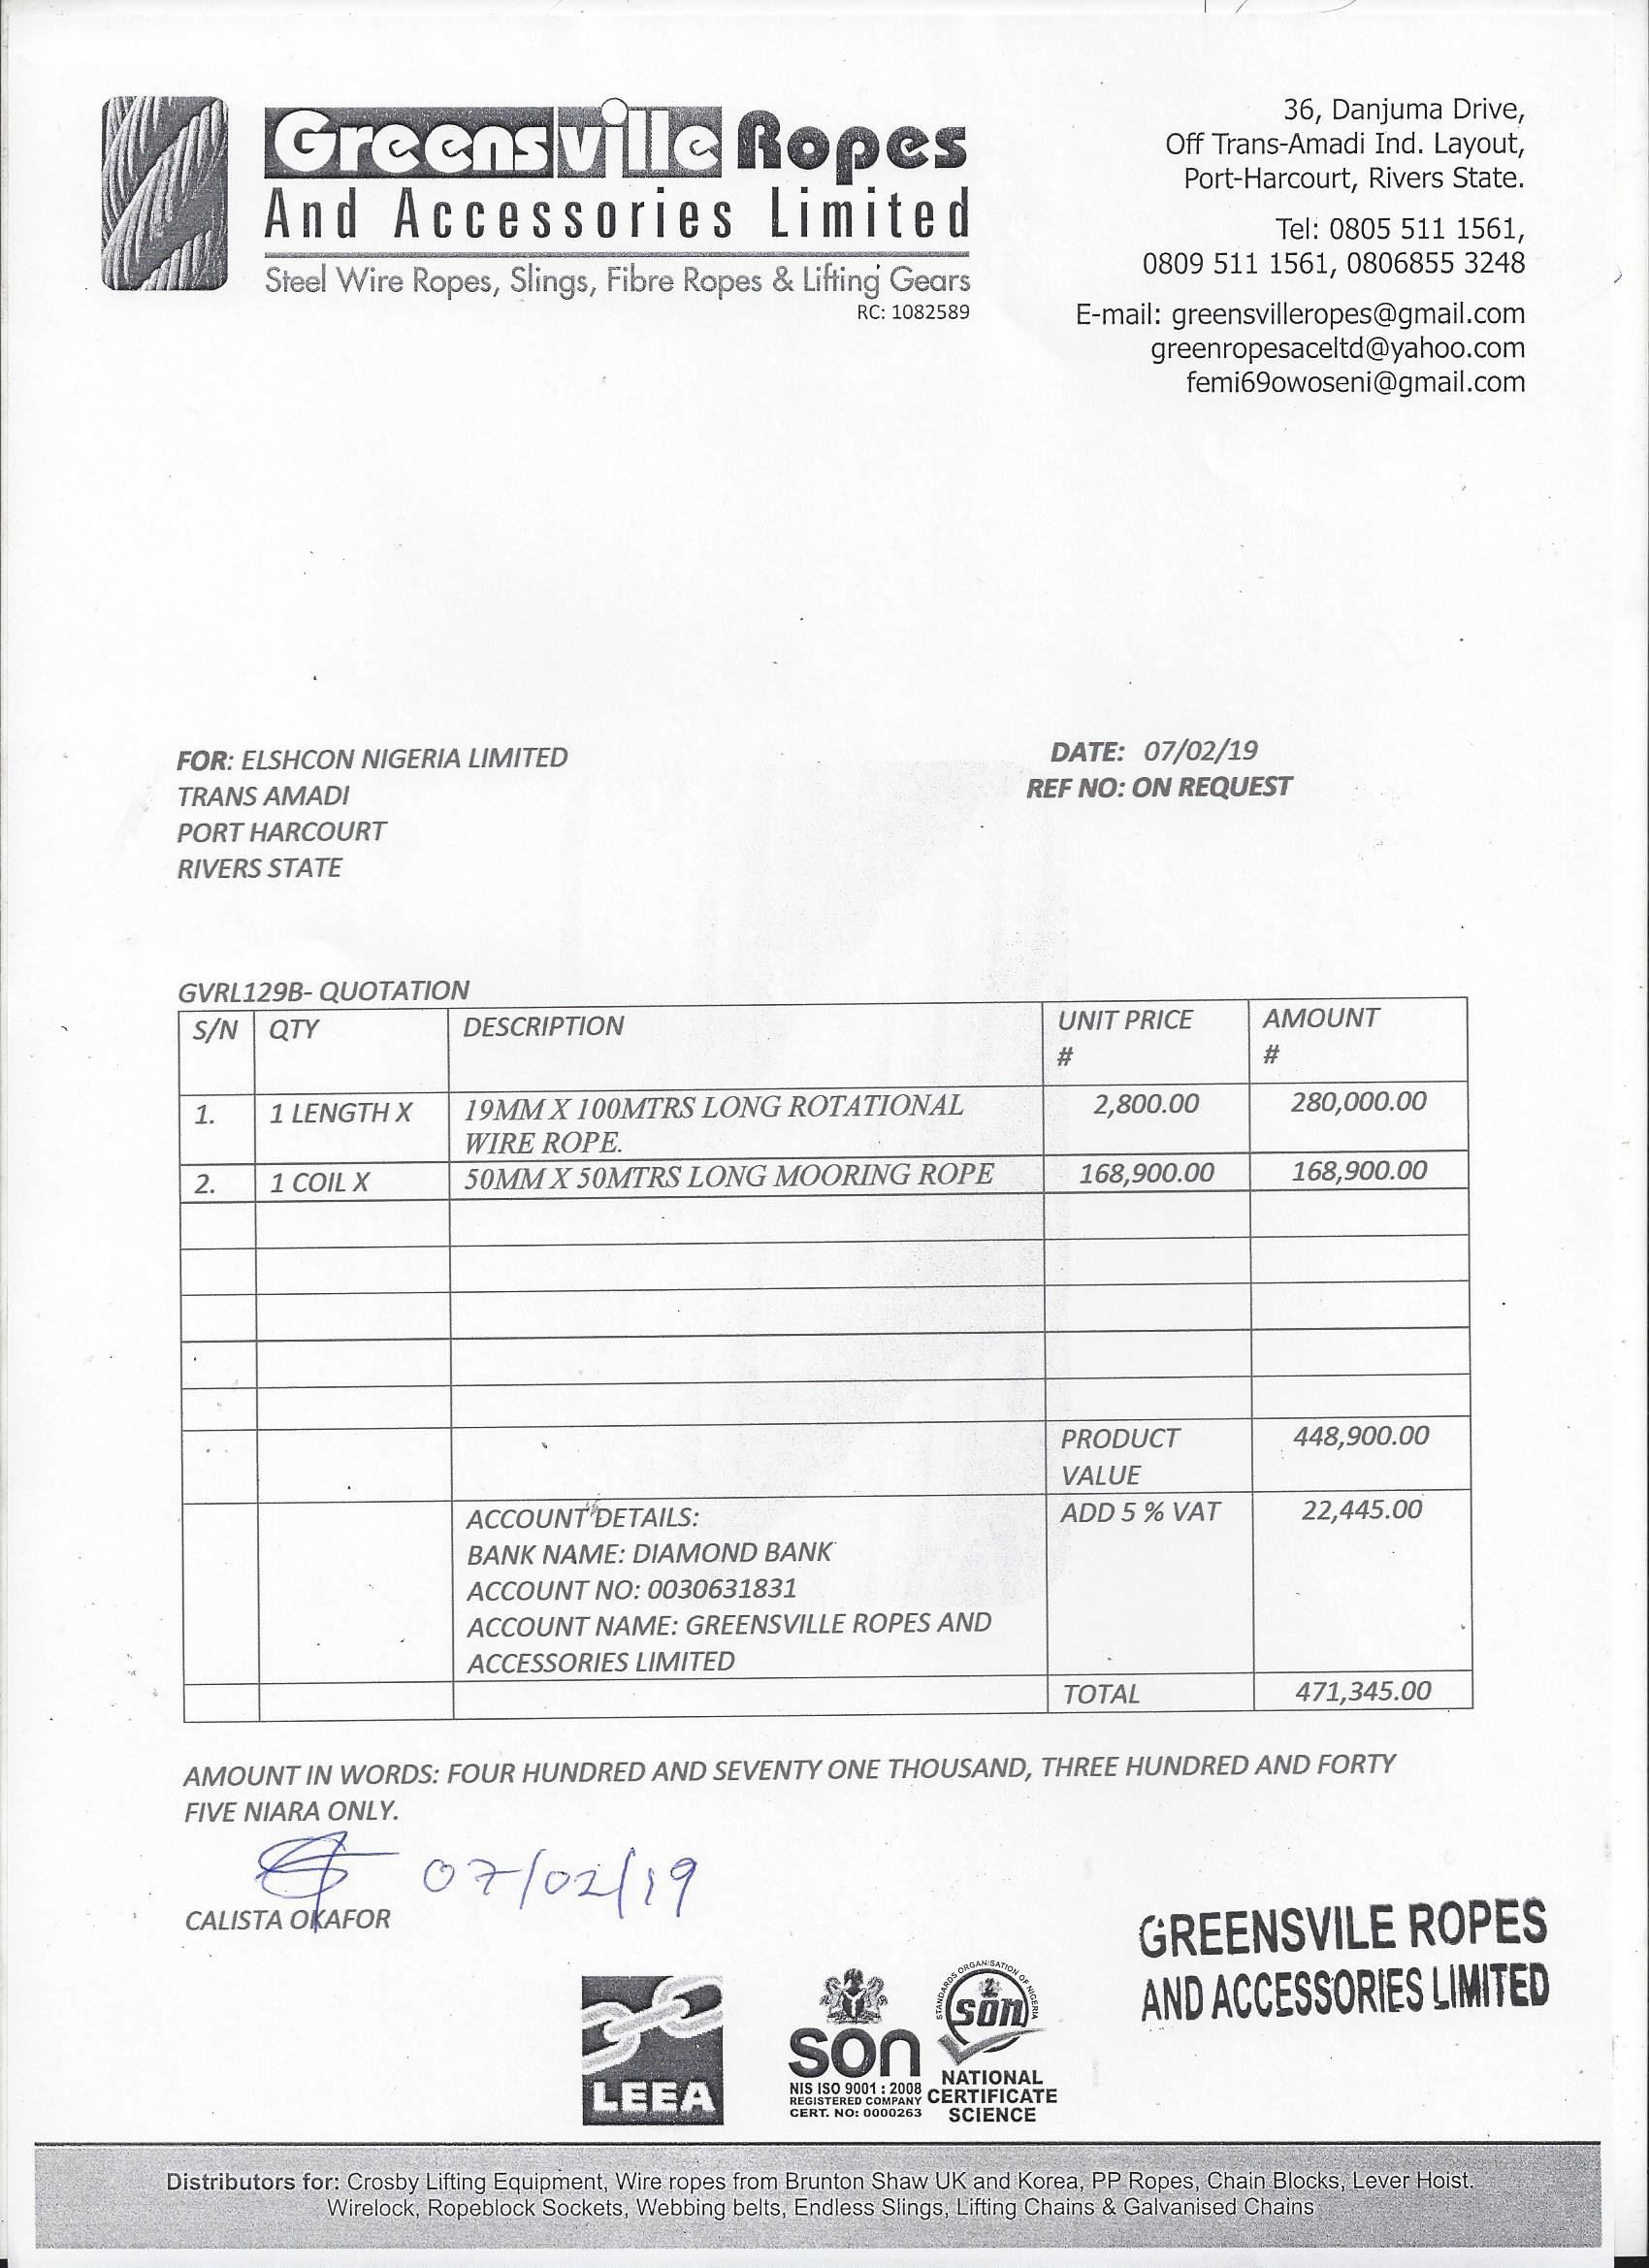 Greensville Ropes
And Accessories Limited
Steel Wire Ropes, Slings, Fibre Ropes & Lifting Gears
RC: 1082589
36, Danjuma Drive,
Off Trans-Amadi Ind. Layout,
Port-Harcourt, Rivers State.
Tel: 0805 511 1561,
0809 511 1561, 0806855 3248
E-mail: greensvilleropes@gmail.com
greenropesaceltd@yahoo.com
femi69owoseni@gmail.com
FOR: ELSHCON NIGERIA LIMITED
TRANS AMADI
PORT HARCOURT
RIVERS STATE
DATE: 07/02/19
REF NO: ON REQUEST
GVRL129B- QUOTATION
S/N QTY DESCRIPTION UNIT PRICE AMOUNT
# #
1. 1 LENGTH X 19MM X 100MTRS LONG ROTATIONAL 2,800.00 280,000.00
WIRE ROPE.
2. 1 COIL X 50MM X 50MTRS LONG MOORING ROPE 168,900.00 168,900.00
PRODUCT 448,900.00
VALUE
ACCOUNT DETAILS: ADD 5 % VAT 22,445.00
BANK NAME: DIAMOND BANK
ACCOUNT NO: 0030631831
ACCOUNT NAME: GREENSVILLE ROPES AND
ACCESSORIES LIMITED
TOTAL 471,345.00
AMOUNT IN WORDS: FOUR HUNDRED AND SEVENTY ONE THOUSAND, THREE HUNDRED AND FORTY
FIVE NIARA ONLY.
07/02/19
CALISTA OKAFOR
GREENSVILE ROPES
AND ACCESSORIES LIMITED
LEEA
SON
NIS ISO 9001 : 2008
REGISTERED COMPANY
CERT. NO: 0000263
STANDARDS ORGANISATION OF NIGERIA
SON
NATIONAL
CERTIFICATE
SCIENCE
Distributors for: Crosby Lifting Equipment, Wire ropes from Brunton Shaw UK and Korea, PP Ropes, Chain Blocks, Lever Hoist.
Wirelock, Ropeblock Sockets, Webbing belts, Endless Slings, Lifting Chains & Galvanised Chains